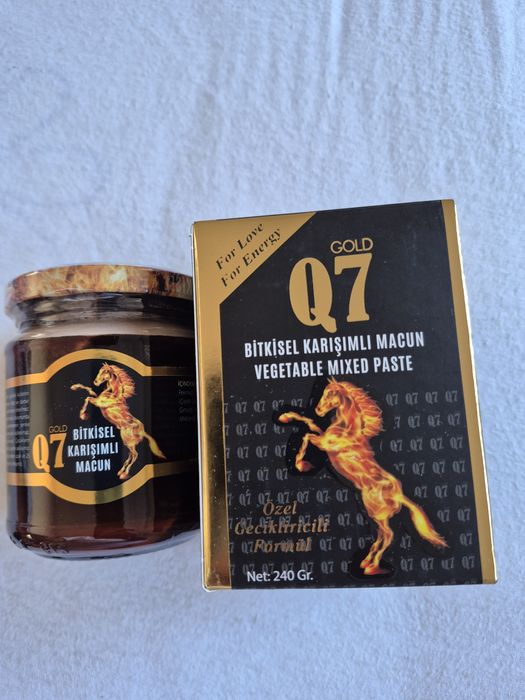 For Love
For Energy
GOLD
Q7
BİTKİSEL KARIŞIMLI MACUN
VEGETABLE MIXED PASTE
Özel
Geciktiricili
Formül
Net: 240 Gr.
GOLD
Q7
BİTKİSEL
KARIŞIMLI
MACUN